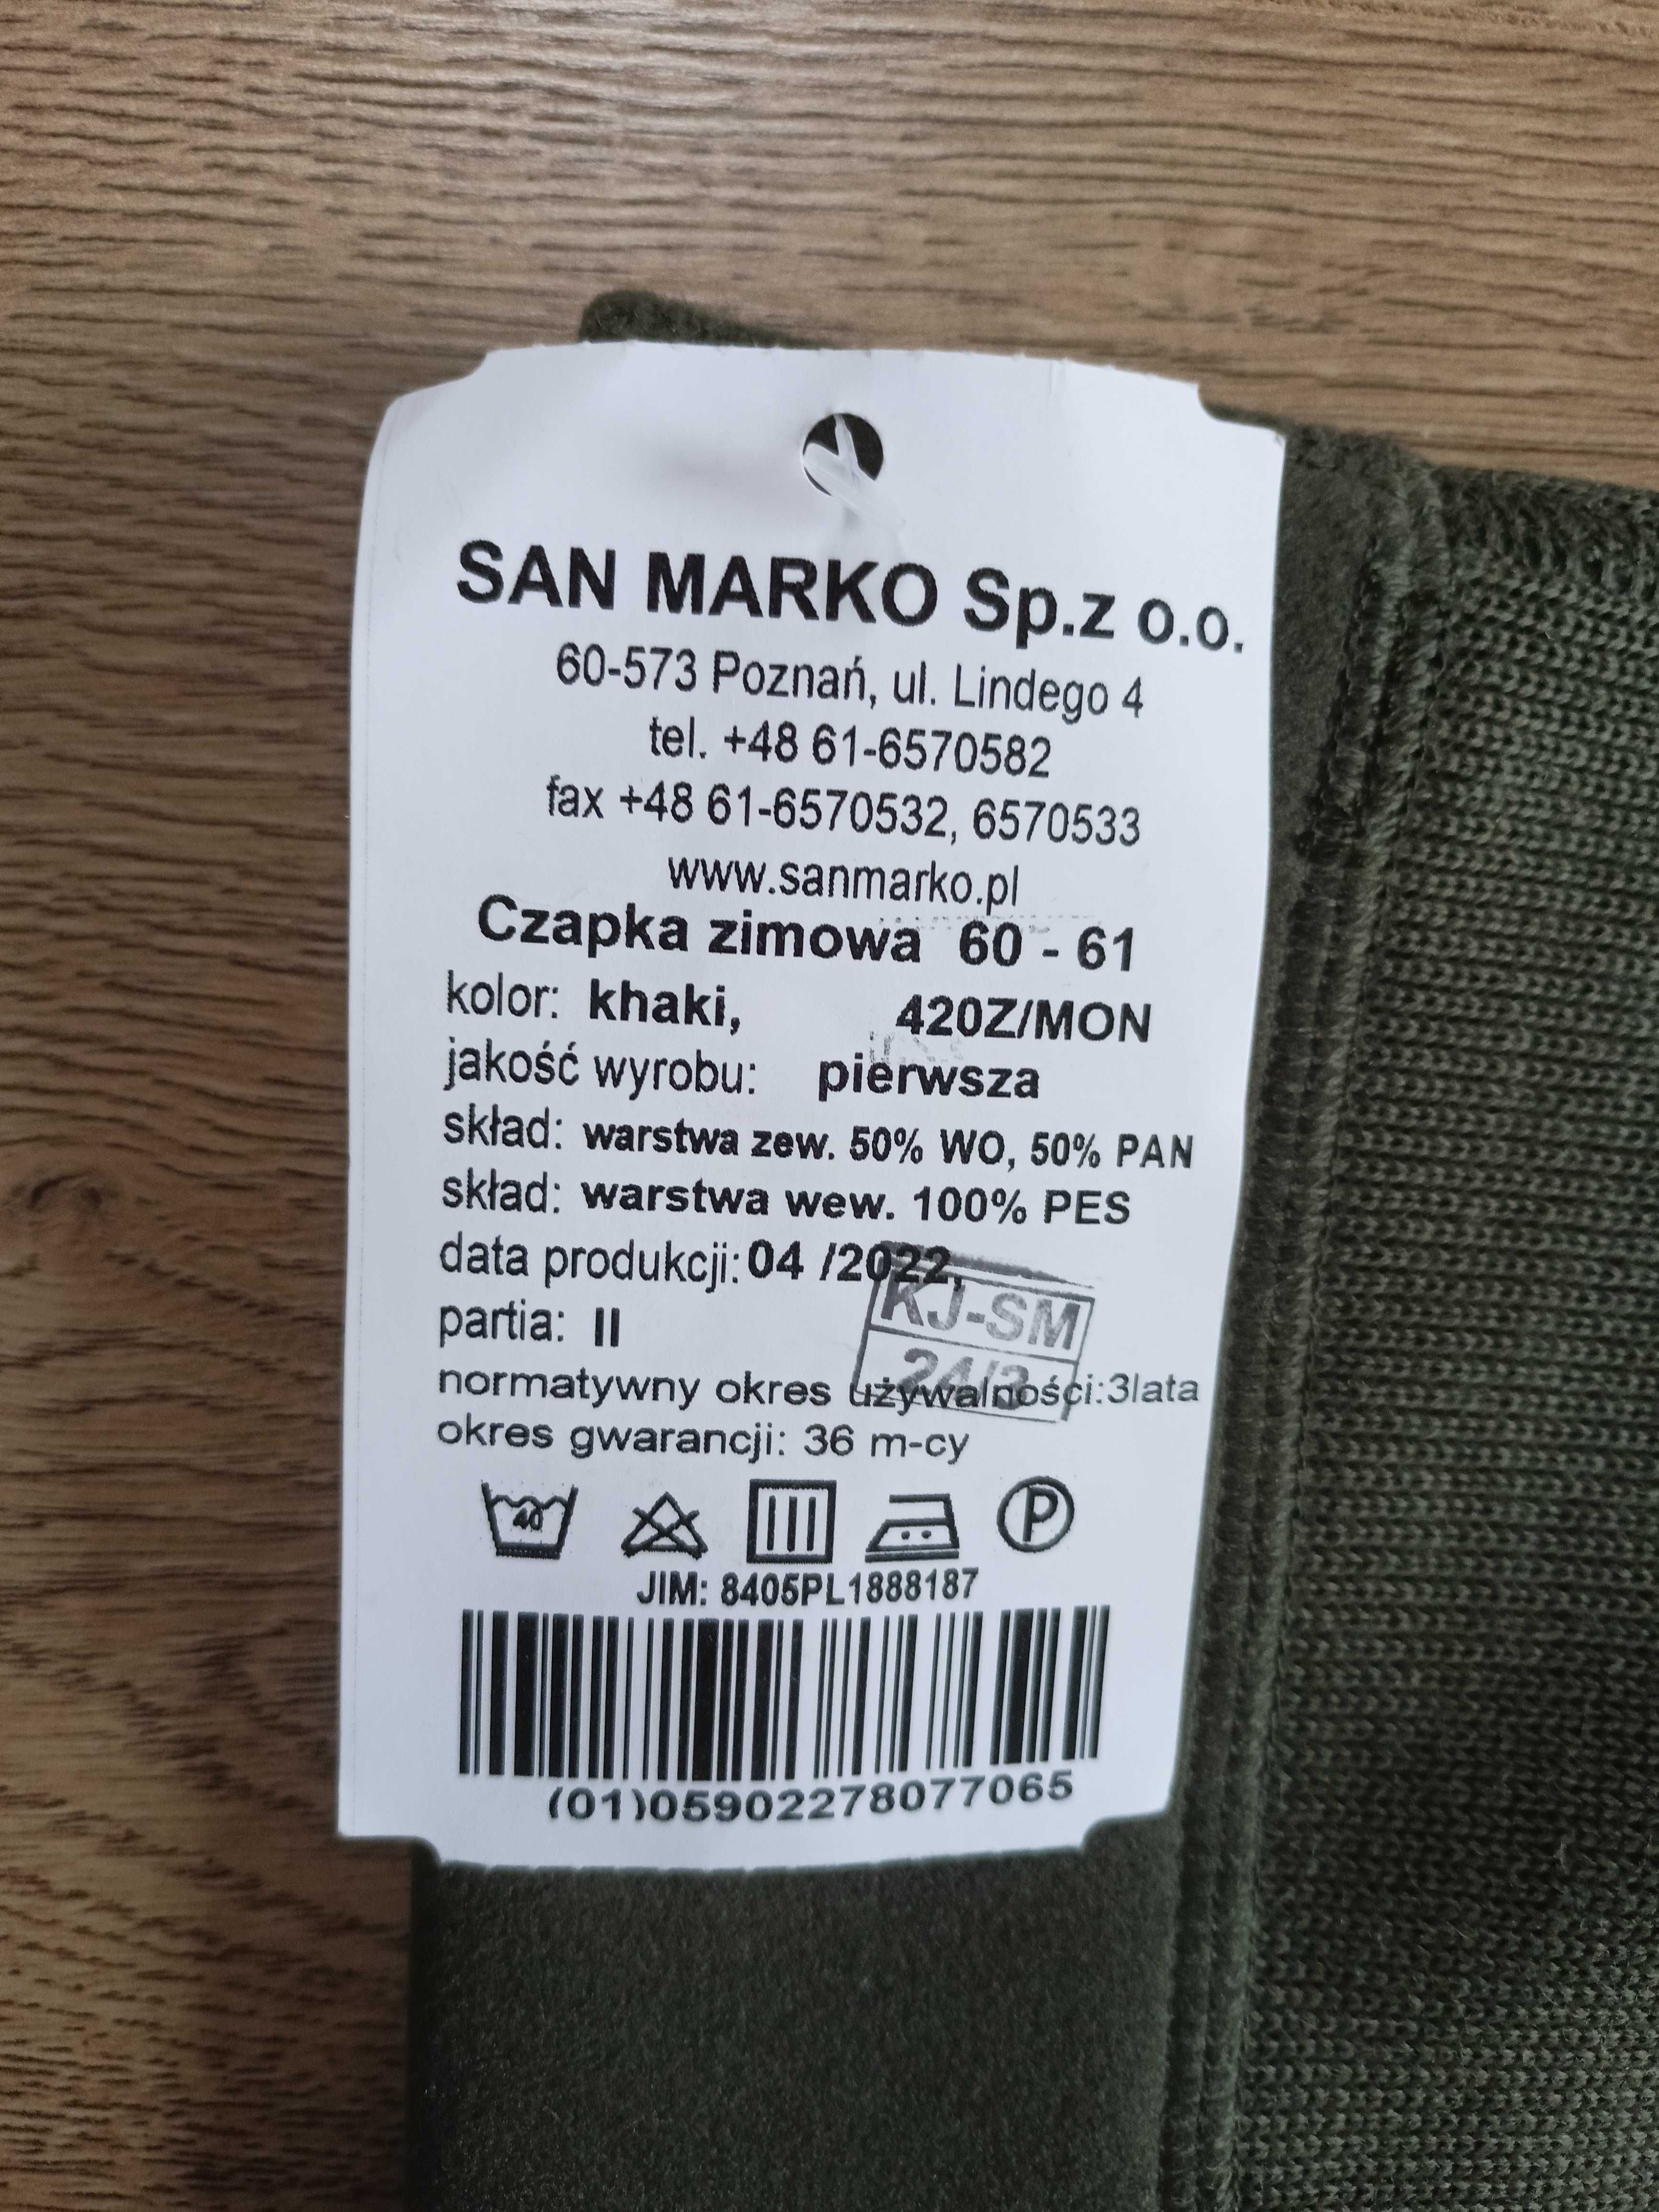 SAN MARKO Sp.z o.o.
60-573 Poznań, ul. Lindego 4
tel. +48 61-6570582
fax +48 61-6570532, 6570533
www.sanmarko.pl
Czapka zimowa 60 - 61
kolor: khaki, 420Z/MON
jakość wyrobu: pierwsza
skład: warstwa zew. 50% WO, 50% PAN
skład: warstwa wew. 100% PES
data produkcji: 04 /2022,
partia: II
KJ-SM
24/3
normatywny okres używalności:3lata
okres gwarancji: 36 m-cy
40
P
JIM: 8405PL1888187
(01)05902278077065